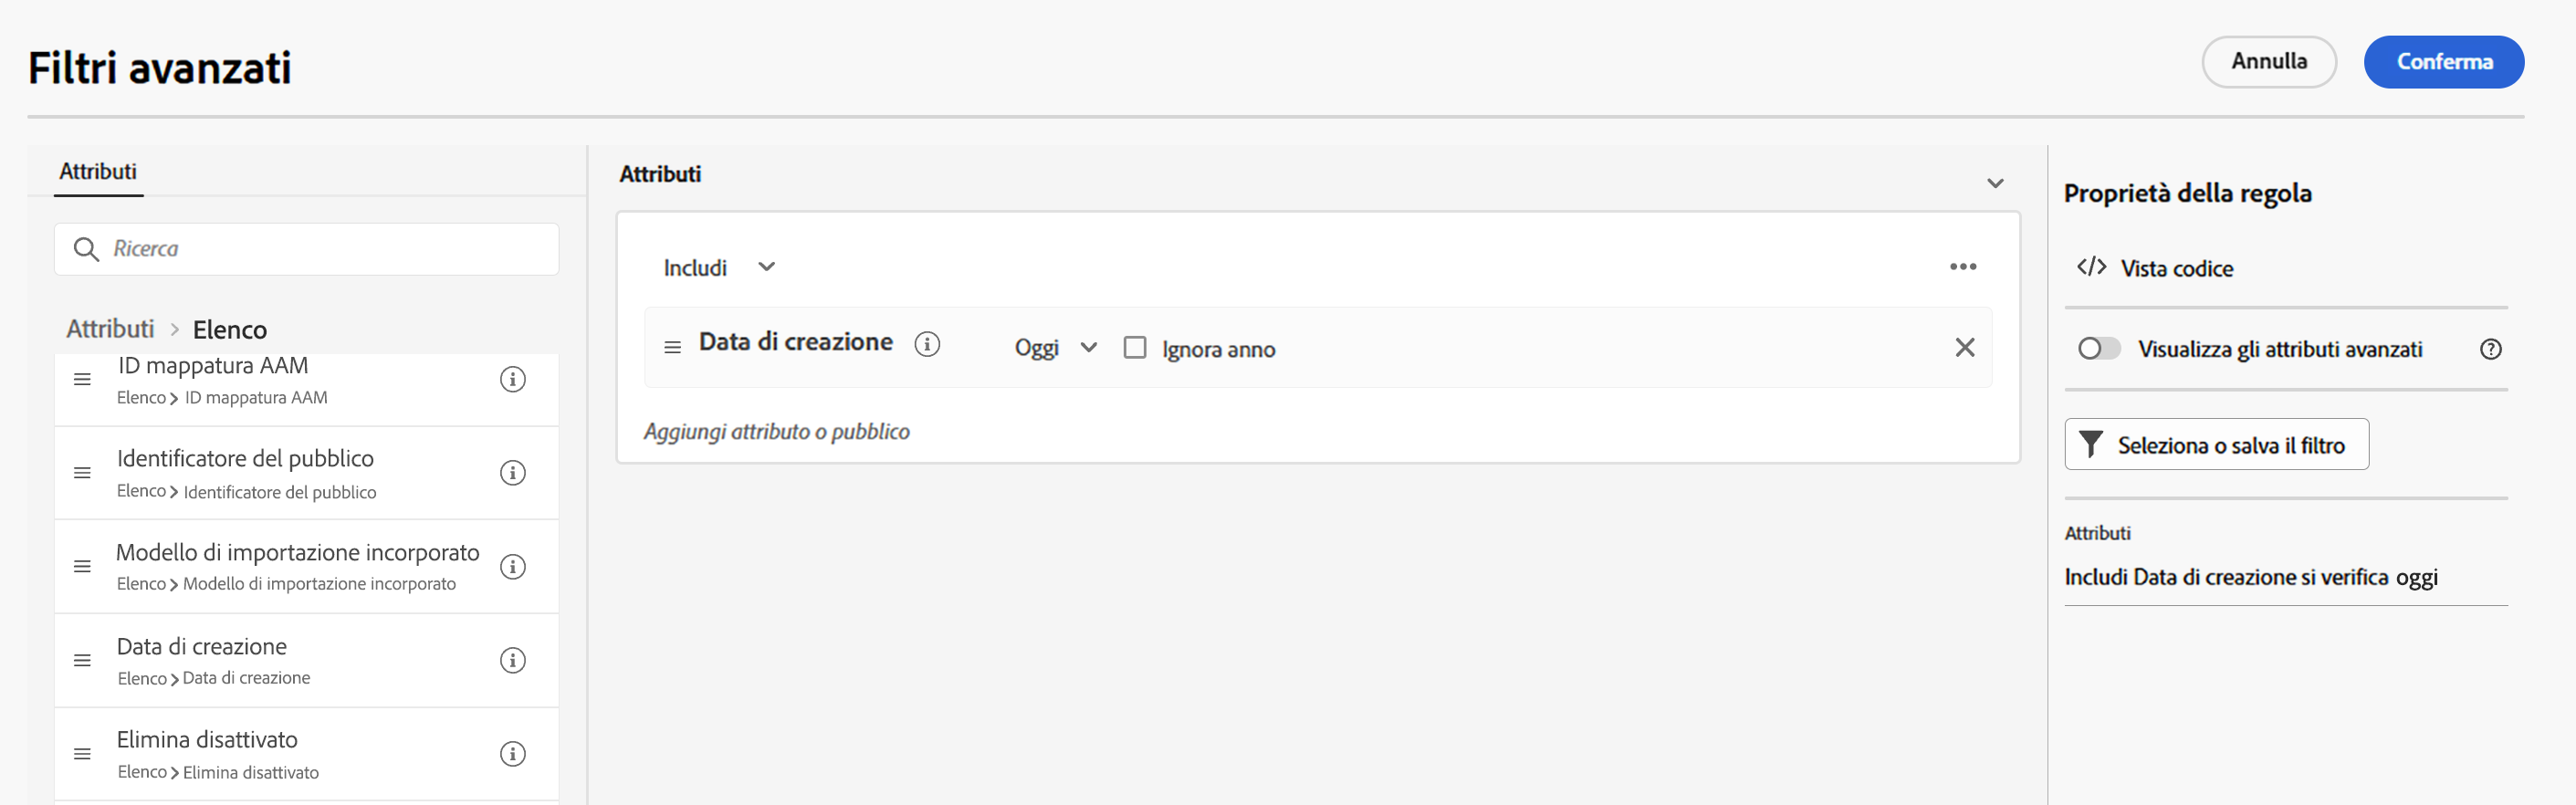 Filtri avanzati
Annulla
Conferma
Attributi
Ricerca
Attributi > Elenco
ID mappatura AAM
Elenco > ID mappatura AAM
Identificatore del pubblico
Elenco > Identificatore del pubblico
Modello di importazione incorporato
Elenco > Modello di importazione incorporato
Data di creazione
Elenco > Data di creazione
Elimina disattivato
Elenco > Elimina disattivato
Attributi
Includi
Data di creazione
Oggi
Ignora anno
Aggiungi attributo o pubblico
Proprietà della regola
Vista codice
Visualizza gli attributi avanzati
Seleziona o salva il filtro
Attributi
Includi Data di creazione si verifica oggi